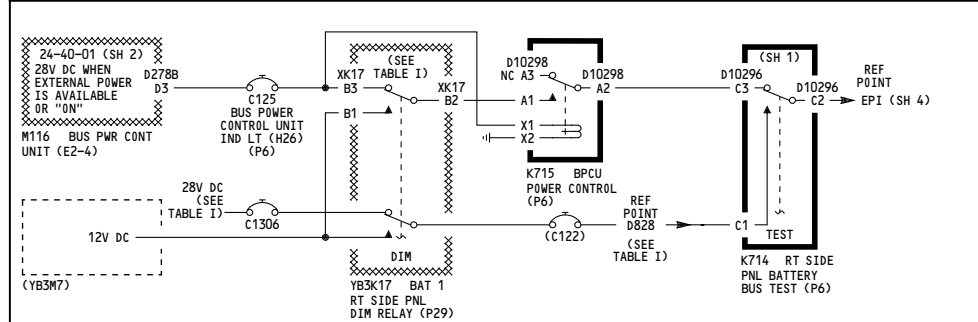 24-40-01 (SH 2)
28V DC WHEN
EXTERNAL POWER
IS AVAILABLE
OR "ON"
D278B
D3
M116 BUS PWR CONT
UNIT (E2-4)
C125
BUS POWER
CONTROL UNIT
IND LT (H26)
(P6)
(SEE
TABLE I)
XK17
B3
B1
XK17
B2
28V DC
(SEE
TABLE I)
C1306
12V DC
(YB3M7)
DIM
YB3K17 BAT 1
RT SIDE PNL
DIM RELAY (P29)
D10298
NC A3
D10298
A2
A1
X1
X2
K715 BPCU
POWER CONTROL
(P6)
(C122)
REF
POINT
D828
(SEE
TABLE I)
(SH 1)
D10296
C3
D10296
C2
REF
POINT
EPI (SH 4)
C1
TEST
K714 RT SIDE
PNL BATTERY
BUS TEST (P6)